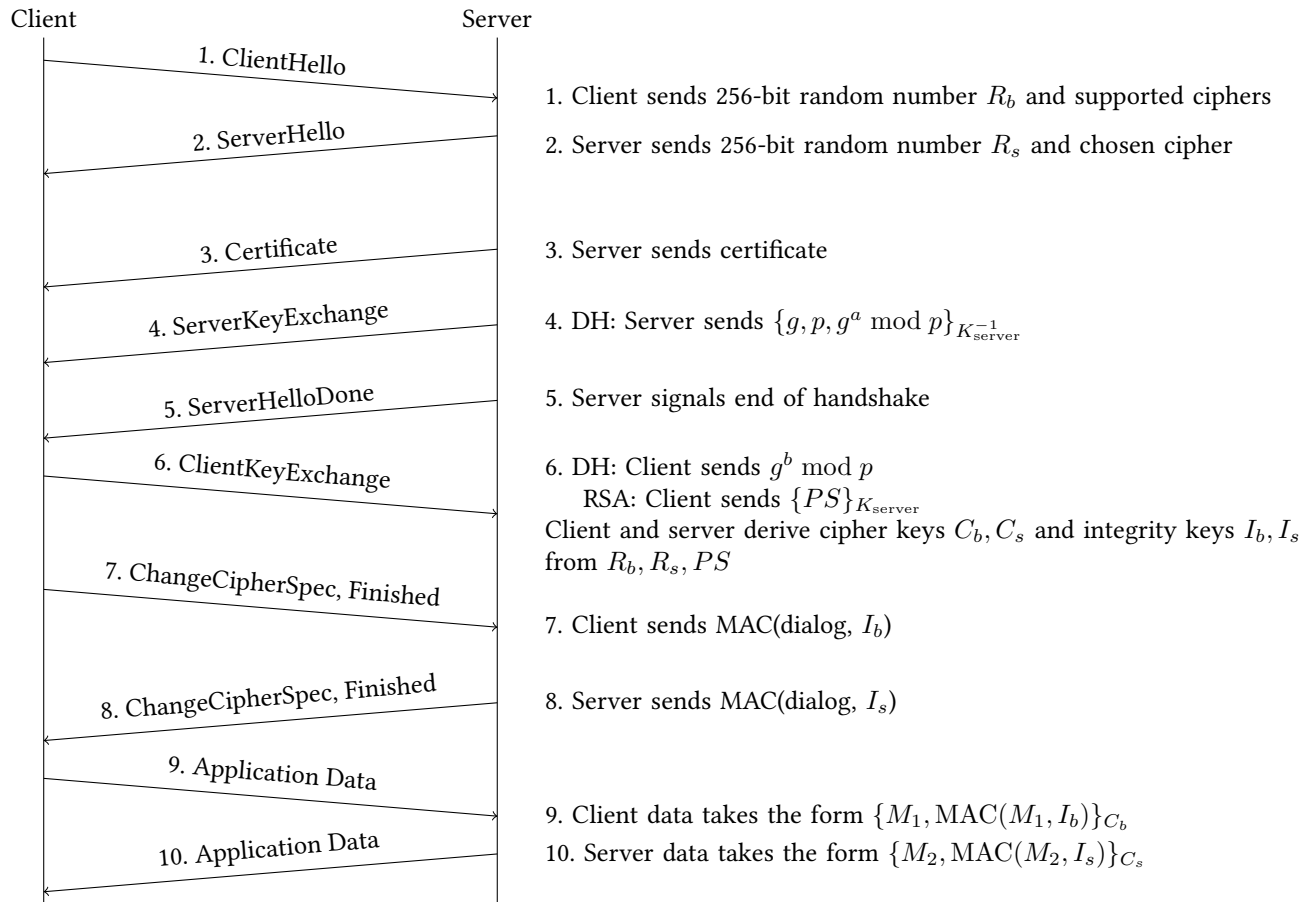 Client
Server
1. ClientHello
1. Client sends 256-bit random number R_b and supported ciphers
2. ServerHello
2. Server sends 256-bit random number R_s and chosen cipher
3. Certificate
3. Server sends certificate
4. ServerKeyExchange
4. DH: Server sends {g, p, g^a mod p}_{K_{server}^{-1}}
5. ServerHelloDone
5. Server signals end of handshake
6. ClientKeyExchange
6. DH: Client sends g^b mod p
RSA: Client sends {PS}_{K_{server}}
Client and server derive cipher keys C_b, C_s and integrity keys I_b, I_s
from R_b, R_s, PS
7. ChangeCipherSpec, Finished
7. Client sends MAC(dialog, I_b)
8. ChangeCipherSpec, Finished
8. Server sends MAC(dialog, I_s)
9. Application Data
9. Client data takes the form {M_1, MAC(M_1, I_b)}_{C_b}
10. Application Data
10. Server data takes the form {M_2, MAC(M_2, I_s)}_{C_s}